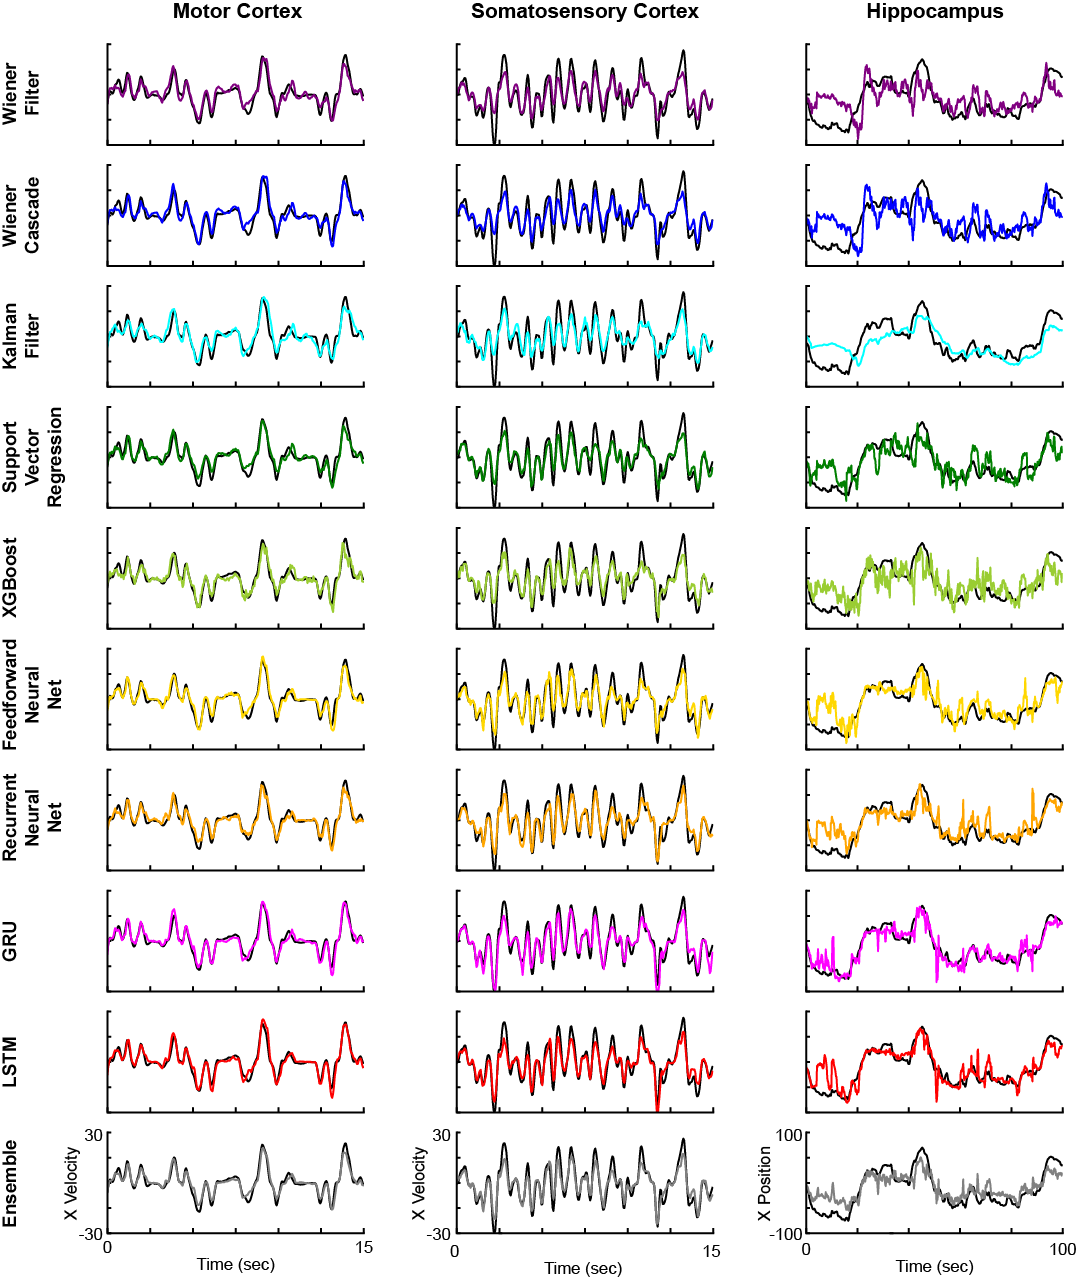 Motor Cortex
Somatosensory Cortex
Hippocampus
Wiener
Filter
Wiener
Cascade
Kalman
Filter
Support
Vector
Regression
XGBoost
Feedforward
Neural
Net
Recurrent
Neural
Net
GRU
LSTM
Ensemble
X Velocity
30
-30
0
15
Time (sec)
X Velocity
30
-30
0
15
Time (sec)
X Position
100
-100
0
100
Time (sec)